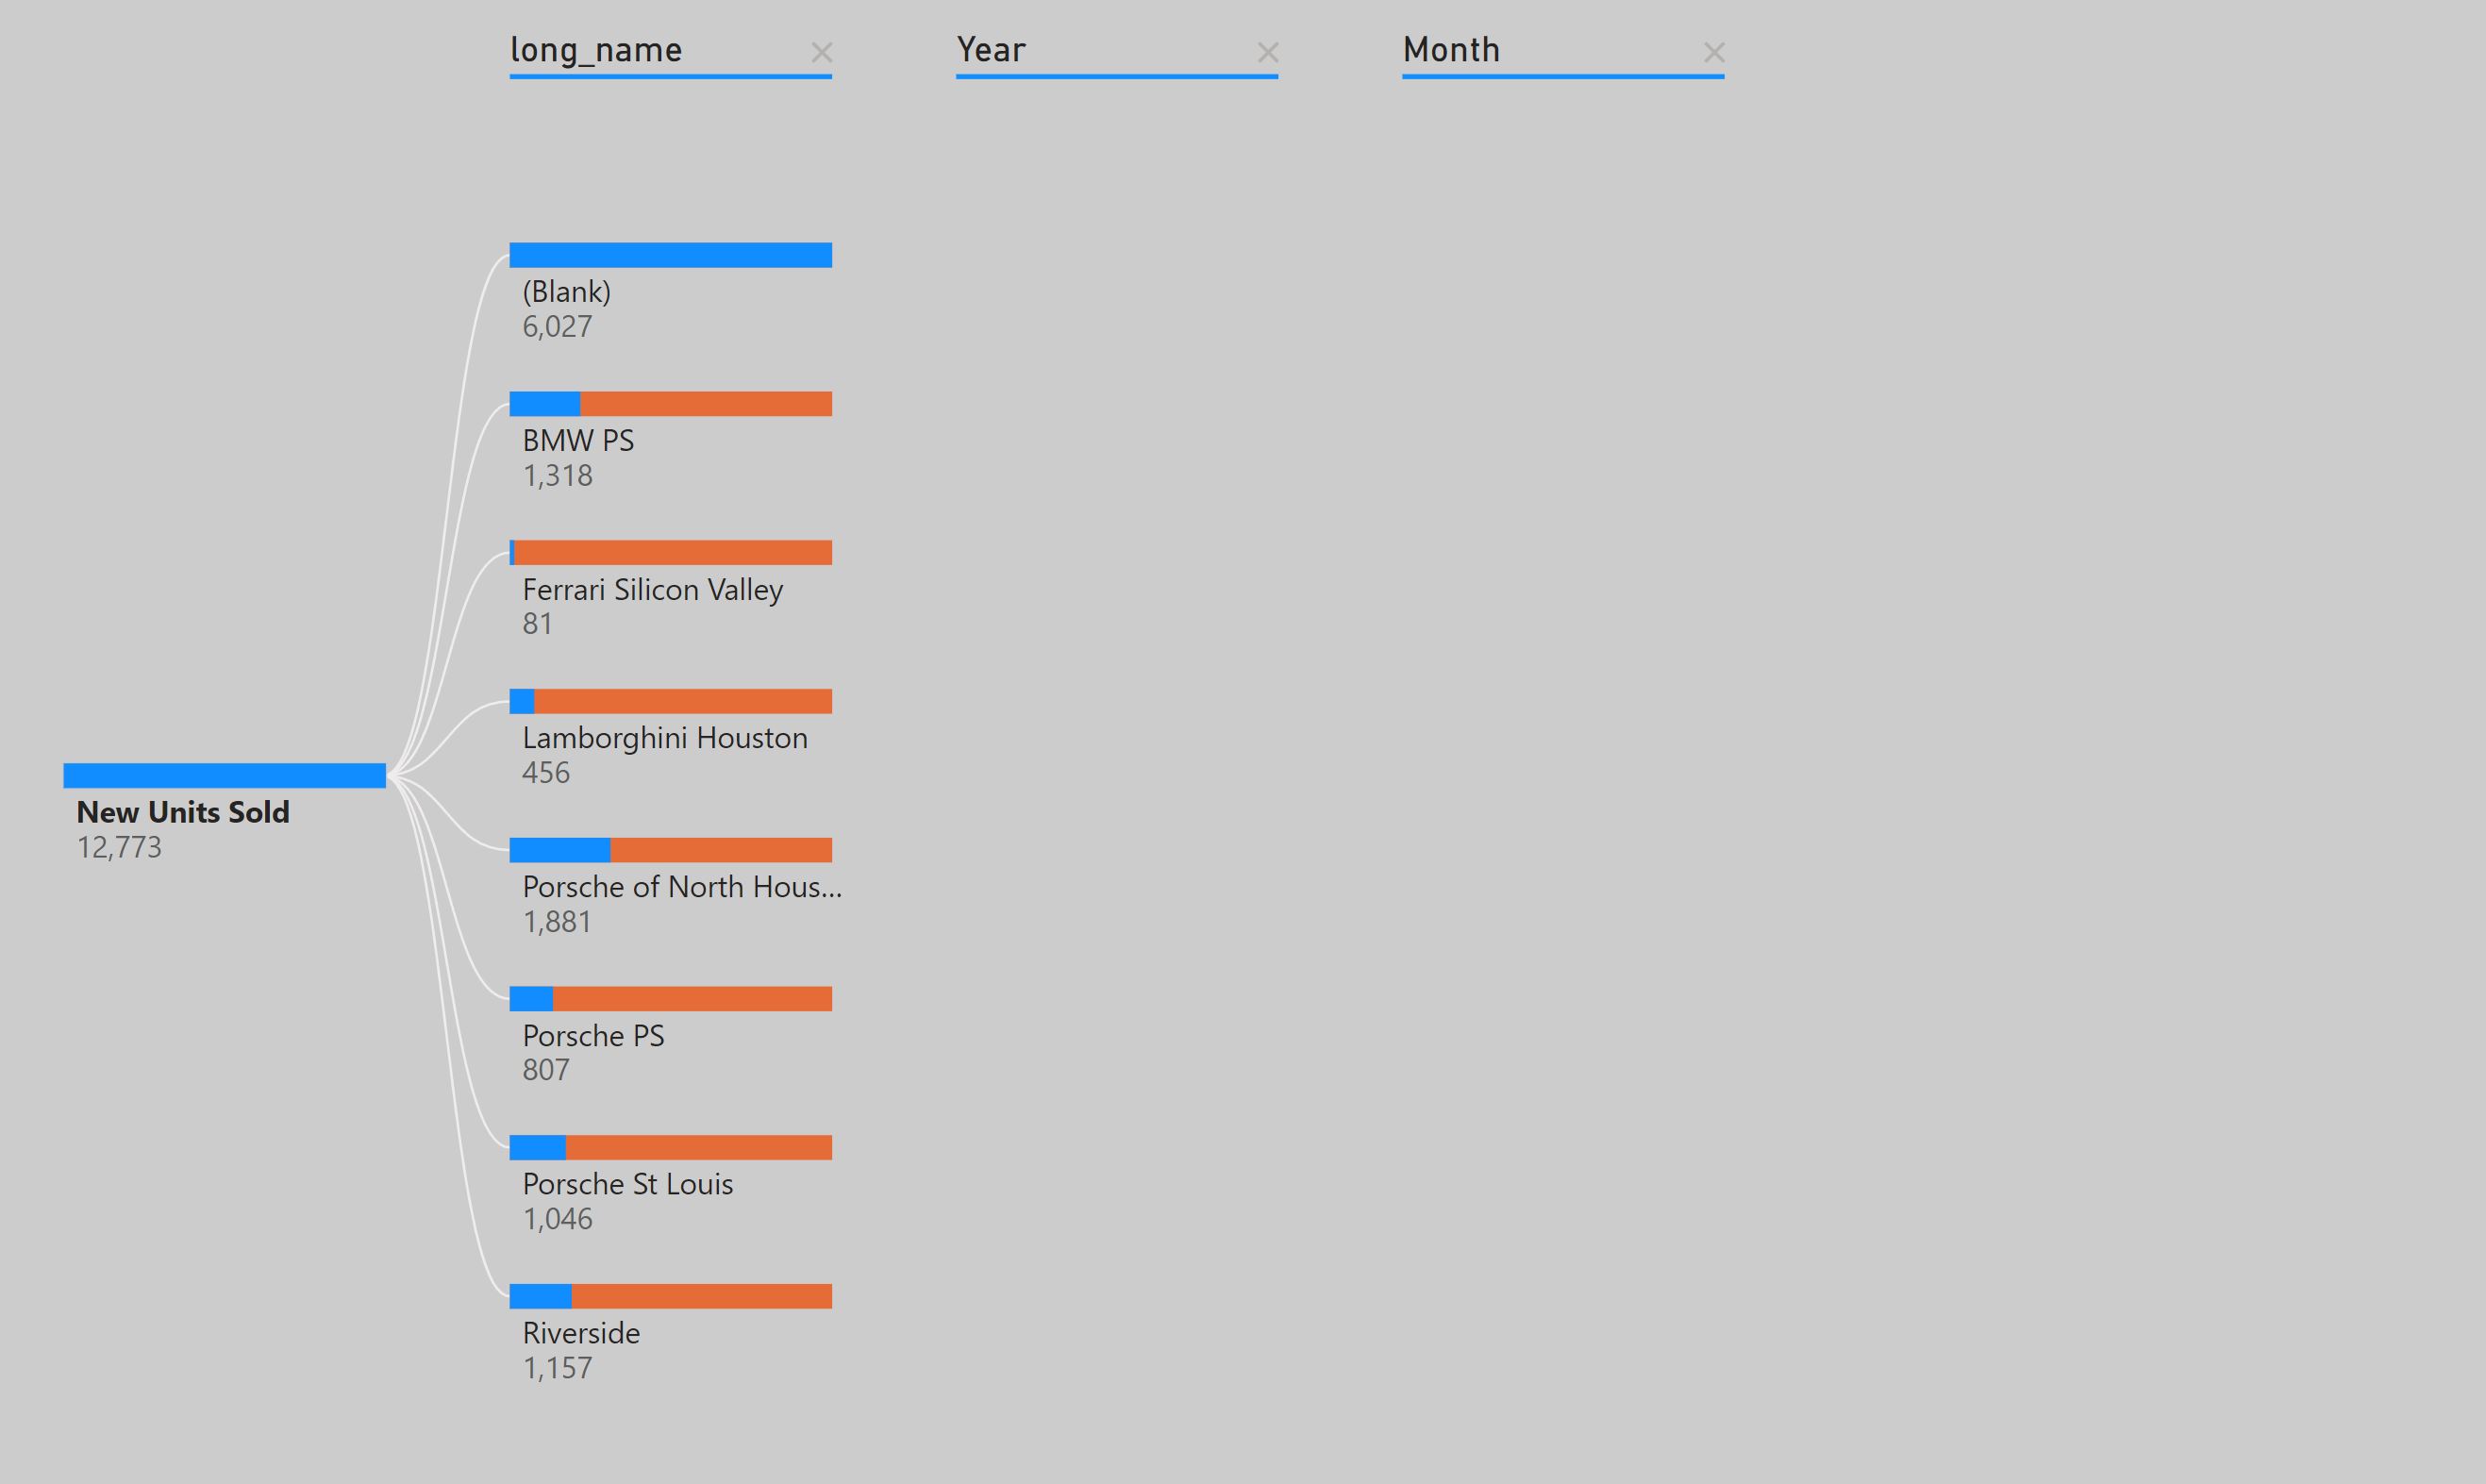 long_name
Year
Month
(Blank)
6,027
BMW PS
1,318
Ferrari Silicon Valley
81
Lamborghini Houston
456
New Units Sold
12,773
Porsche of North Hous...
1,881
Porsche PS
807
Porsche St Louis
1,046
Riverside
1,157